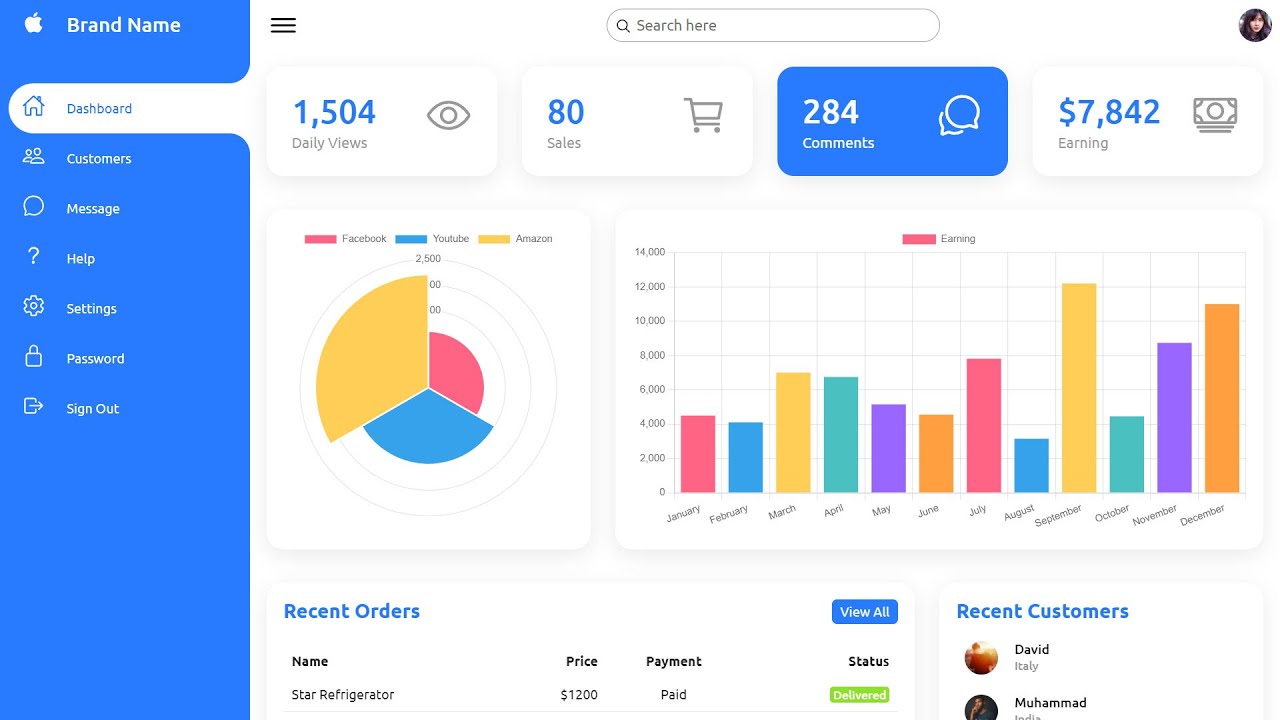 Brand Name
Search here
Dashboard
Customers
Message
Help
Settings
Password
Sign Out
1,504
Daily Views
80
Sales
284
Comments
$7,842
Earning
Facebook Youtube Amazon
2,500
00
00
Earning
14,000
12,000
10,000
8,000
6,000
4,000
2,000
0
January February March April May June July August September October November December
Recent Orders
View All
Name Price Payment Status
Star Refrigerator $1200 Paid Delivered
Recent Customers
David
Italy
Muhammad
India